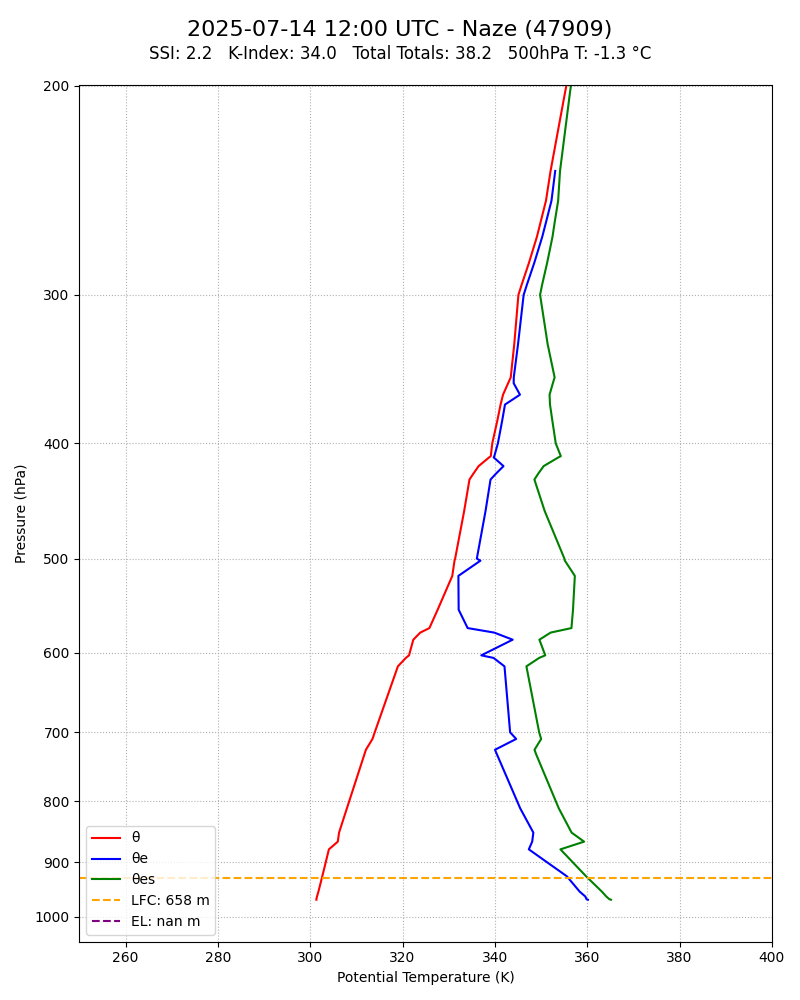 2025-07-14 12:00 UTC - Naze (47909)
SSI: 2.2   K-Index: 34.0   Total Totals: 38.2   500hPa T: -1.3 °C
200
300
400
500
600
700
800
900
1000
Pressure (hPa)
θ
θe
θes
LFC: 658 m
EL: nan m
260 280 300 320 340 360 380 400
Potential Temperature (K)